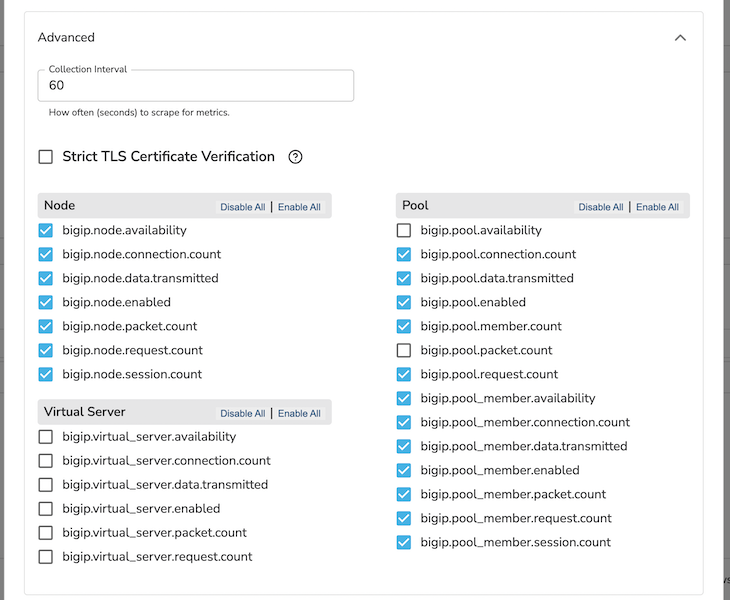 Advanced
Collection Interval
60
How often (seconds) to scrape for metrics.
Strict TLS Certificate Verification ?
Node Disable All | Enable All
bigip.node.availability
bigip.node.connection.count
bigip.node.data.transmitted
bigip.node.enabled
bigip.node.packet.count
bigip.node.request.count
bigip.node.session.count
Virtual Server Disable All | Enable All
bigip.virtual_server.availability
bigip.virtual_server.connection.count
bigip.virtual_server.data.transmitted
bigip.virtual_server.enabled
bigip.virtual_server.packet.count
bigip.virtual_server.request.count
Pool Disable All | Enable All
bigip.pool.availability
bigip.pool.connection.count
bigip.pool.data.transmitted
bigip.pool.enabled
bigip.pool.member.count
bigip.pool.packet.count
bigip.pool.request.count
bigip.pool_member.availability
bigip.pool_member.connection.count
bigip.pool_member.data.transmitted
bigip.pool_member.enabled
bigip.pool_member.packet.count
bigip.pool_member.request.count
bigip.pool_member.session.count